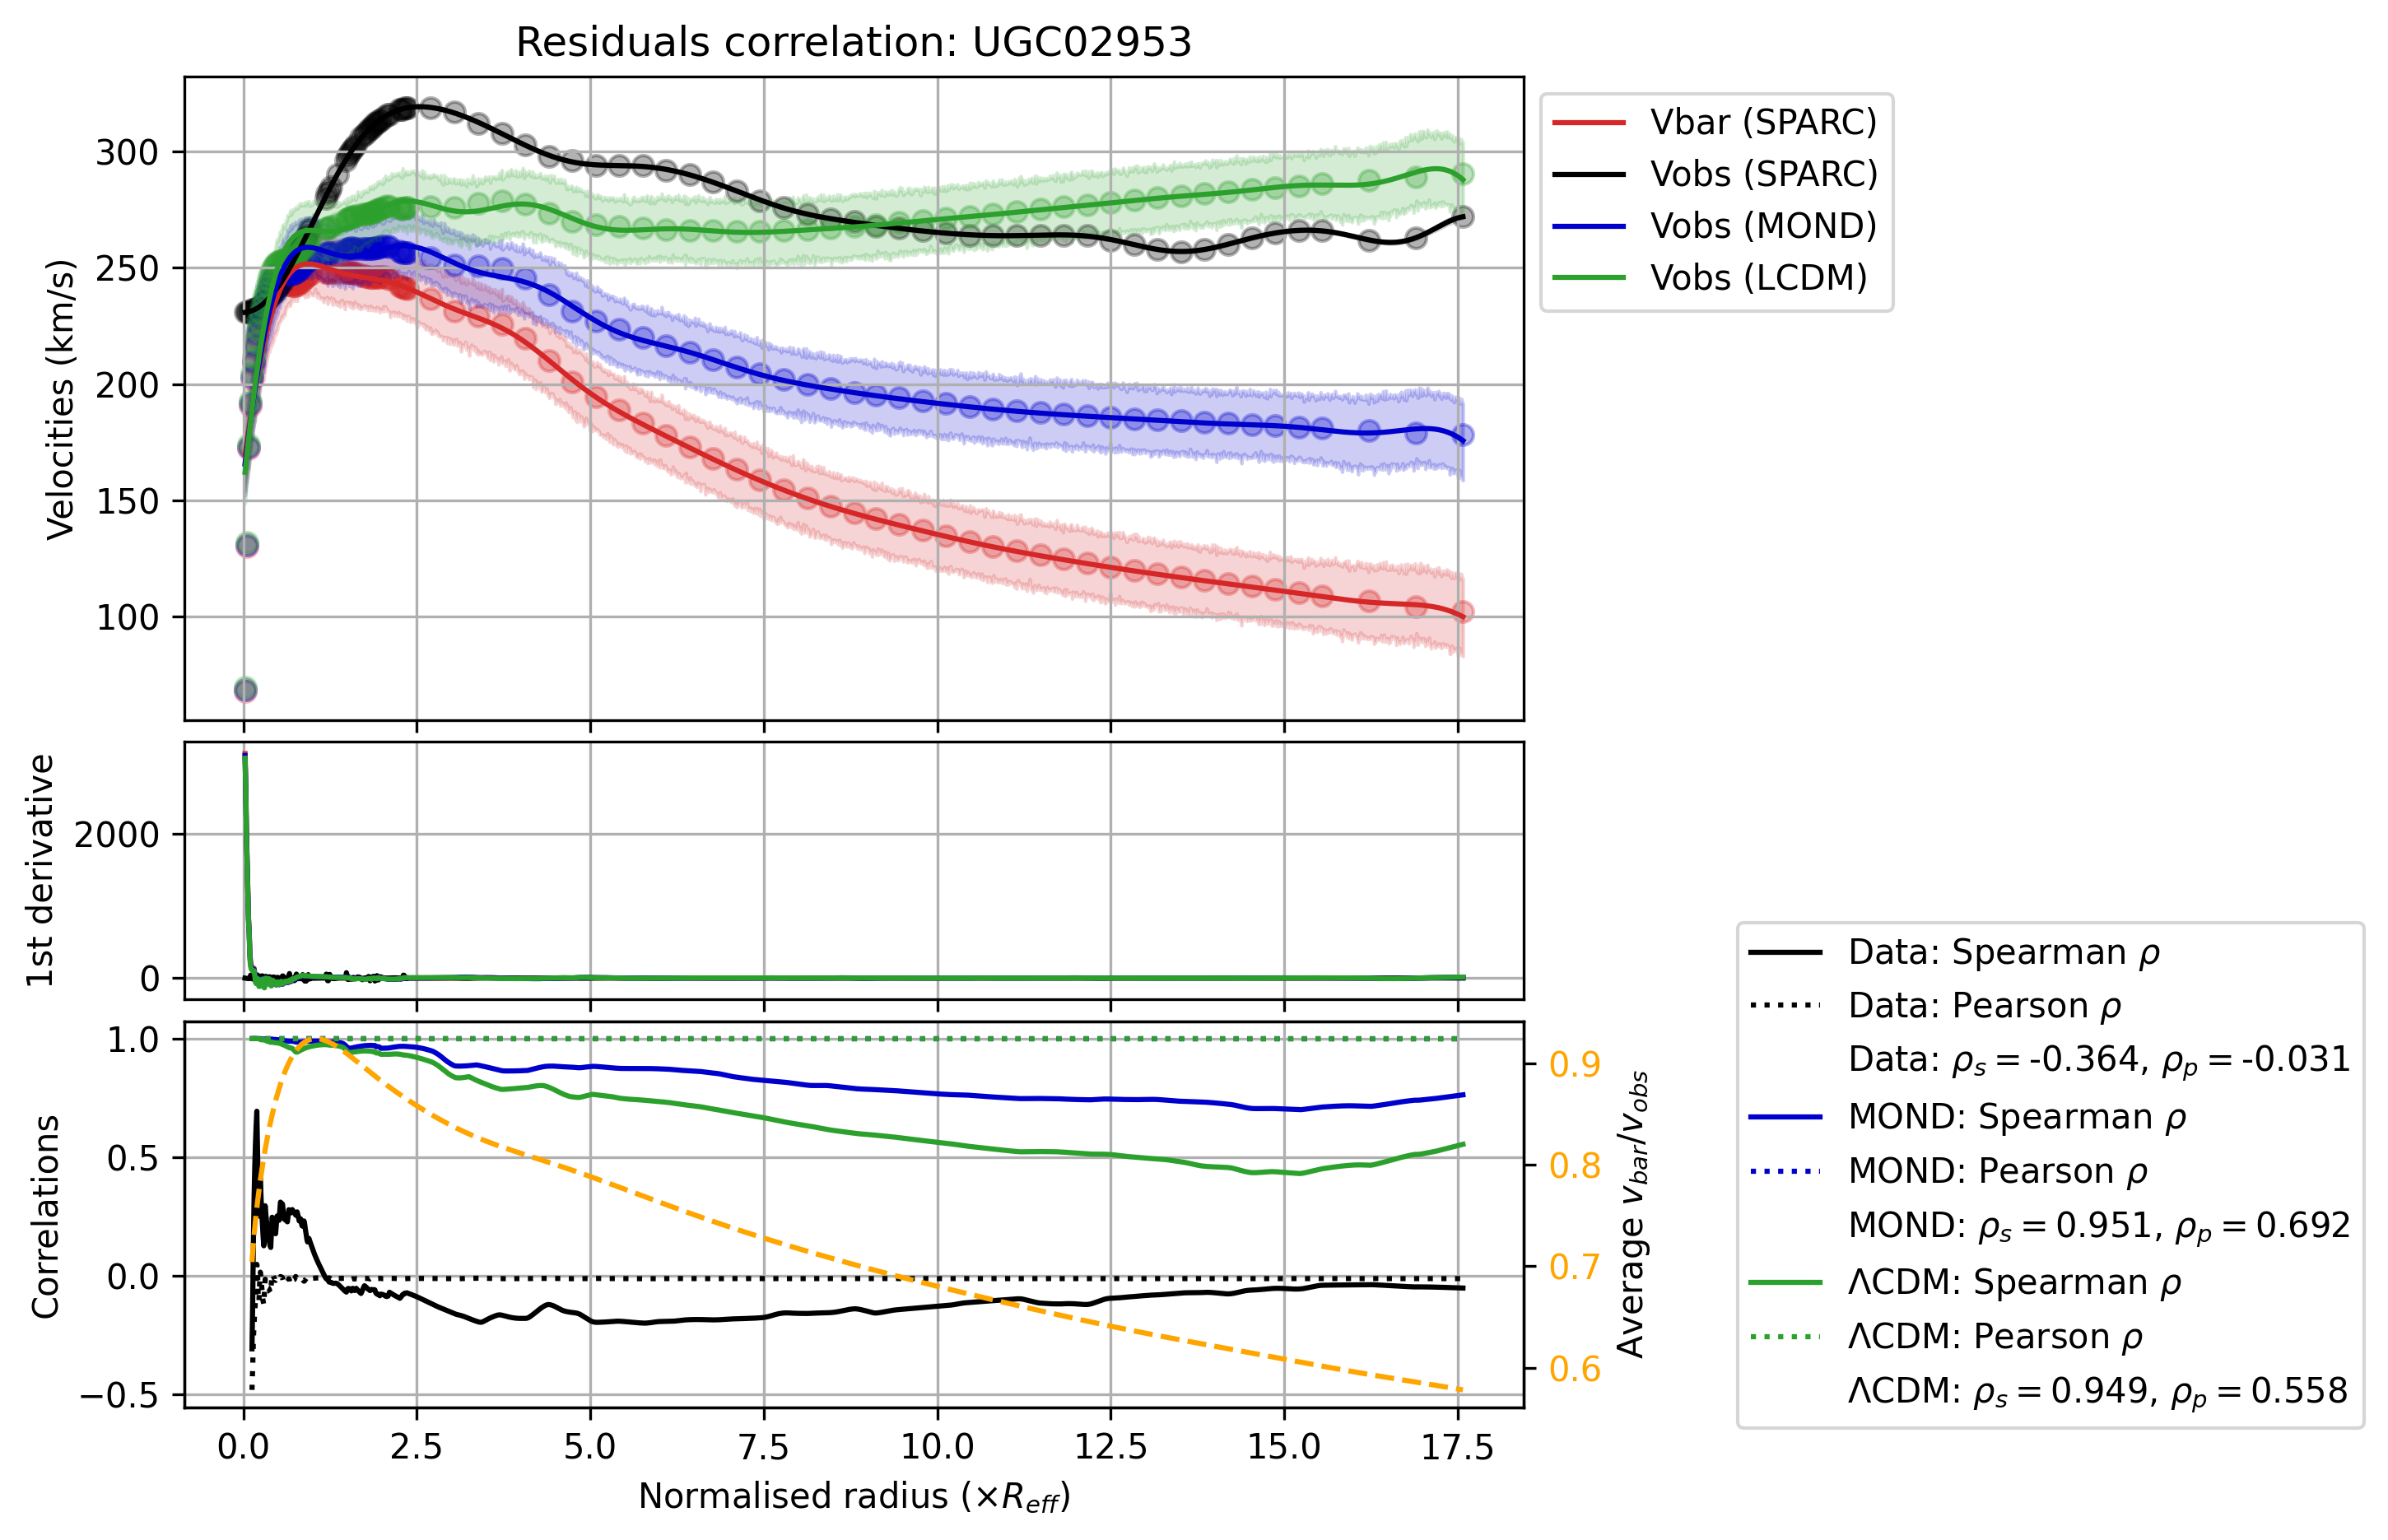 Residuals correlation: UGC02953
Velocities (km/s)
300
250
200
150
100
Vbar (SPARC)
Vobs (SPARC)
Vobs (MOND)
Vobs (LCDM)
1st derivative
2000
0
Correlations
1.0
0.5
0.0
−0.5
0.9
0.8
0.7
0.6
Average v_bar/v_obs
0.0 2.5 5.0 7.5 10.0 12.5 15.0 17.5
Normalised radius (×R_eff)
Data: Spearman ρ
Data: Pearson ρ
Data: ρ_s = -0.364, ρ_p = -0.031
MOND: Spearman ρ
MOND: Pearson ρ
MOND: ρ_s = 0.951, ρ_p = 0.692
ΛCDM: Spearman ρ
ΛCDM: Pearson ρ
ΛCDM: ρ_s = 0.949, ρ_p = 0.558